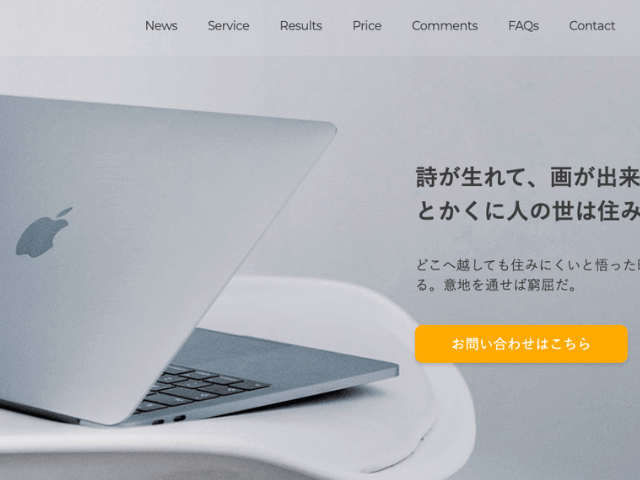 News Service Results Price Comments FAQs Contact
詩が生れて、画が出来
とかくに人の世は住み
どこへ越しても住みにくいと悟った
る。意地を通せば窮屈だ。
お問い合わせはこちら